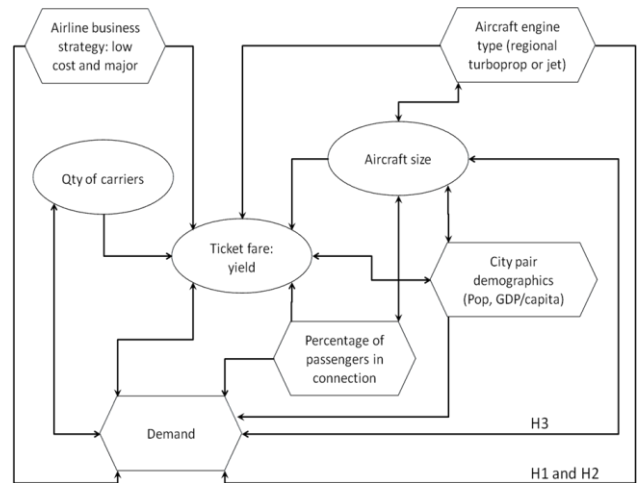 Airline business
strategy: low
cost and major
Aircraft engine
type (regional
turboprop or jet)
Aircraft size
Qty of carriers
Ticket fare:
yield
City pair
demographics
(Pop, GDP/capita)
Percentage of
passengers in
connection
Demand
H3
H1 and H2